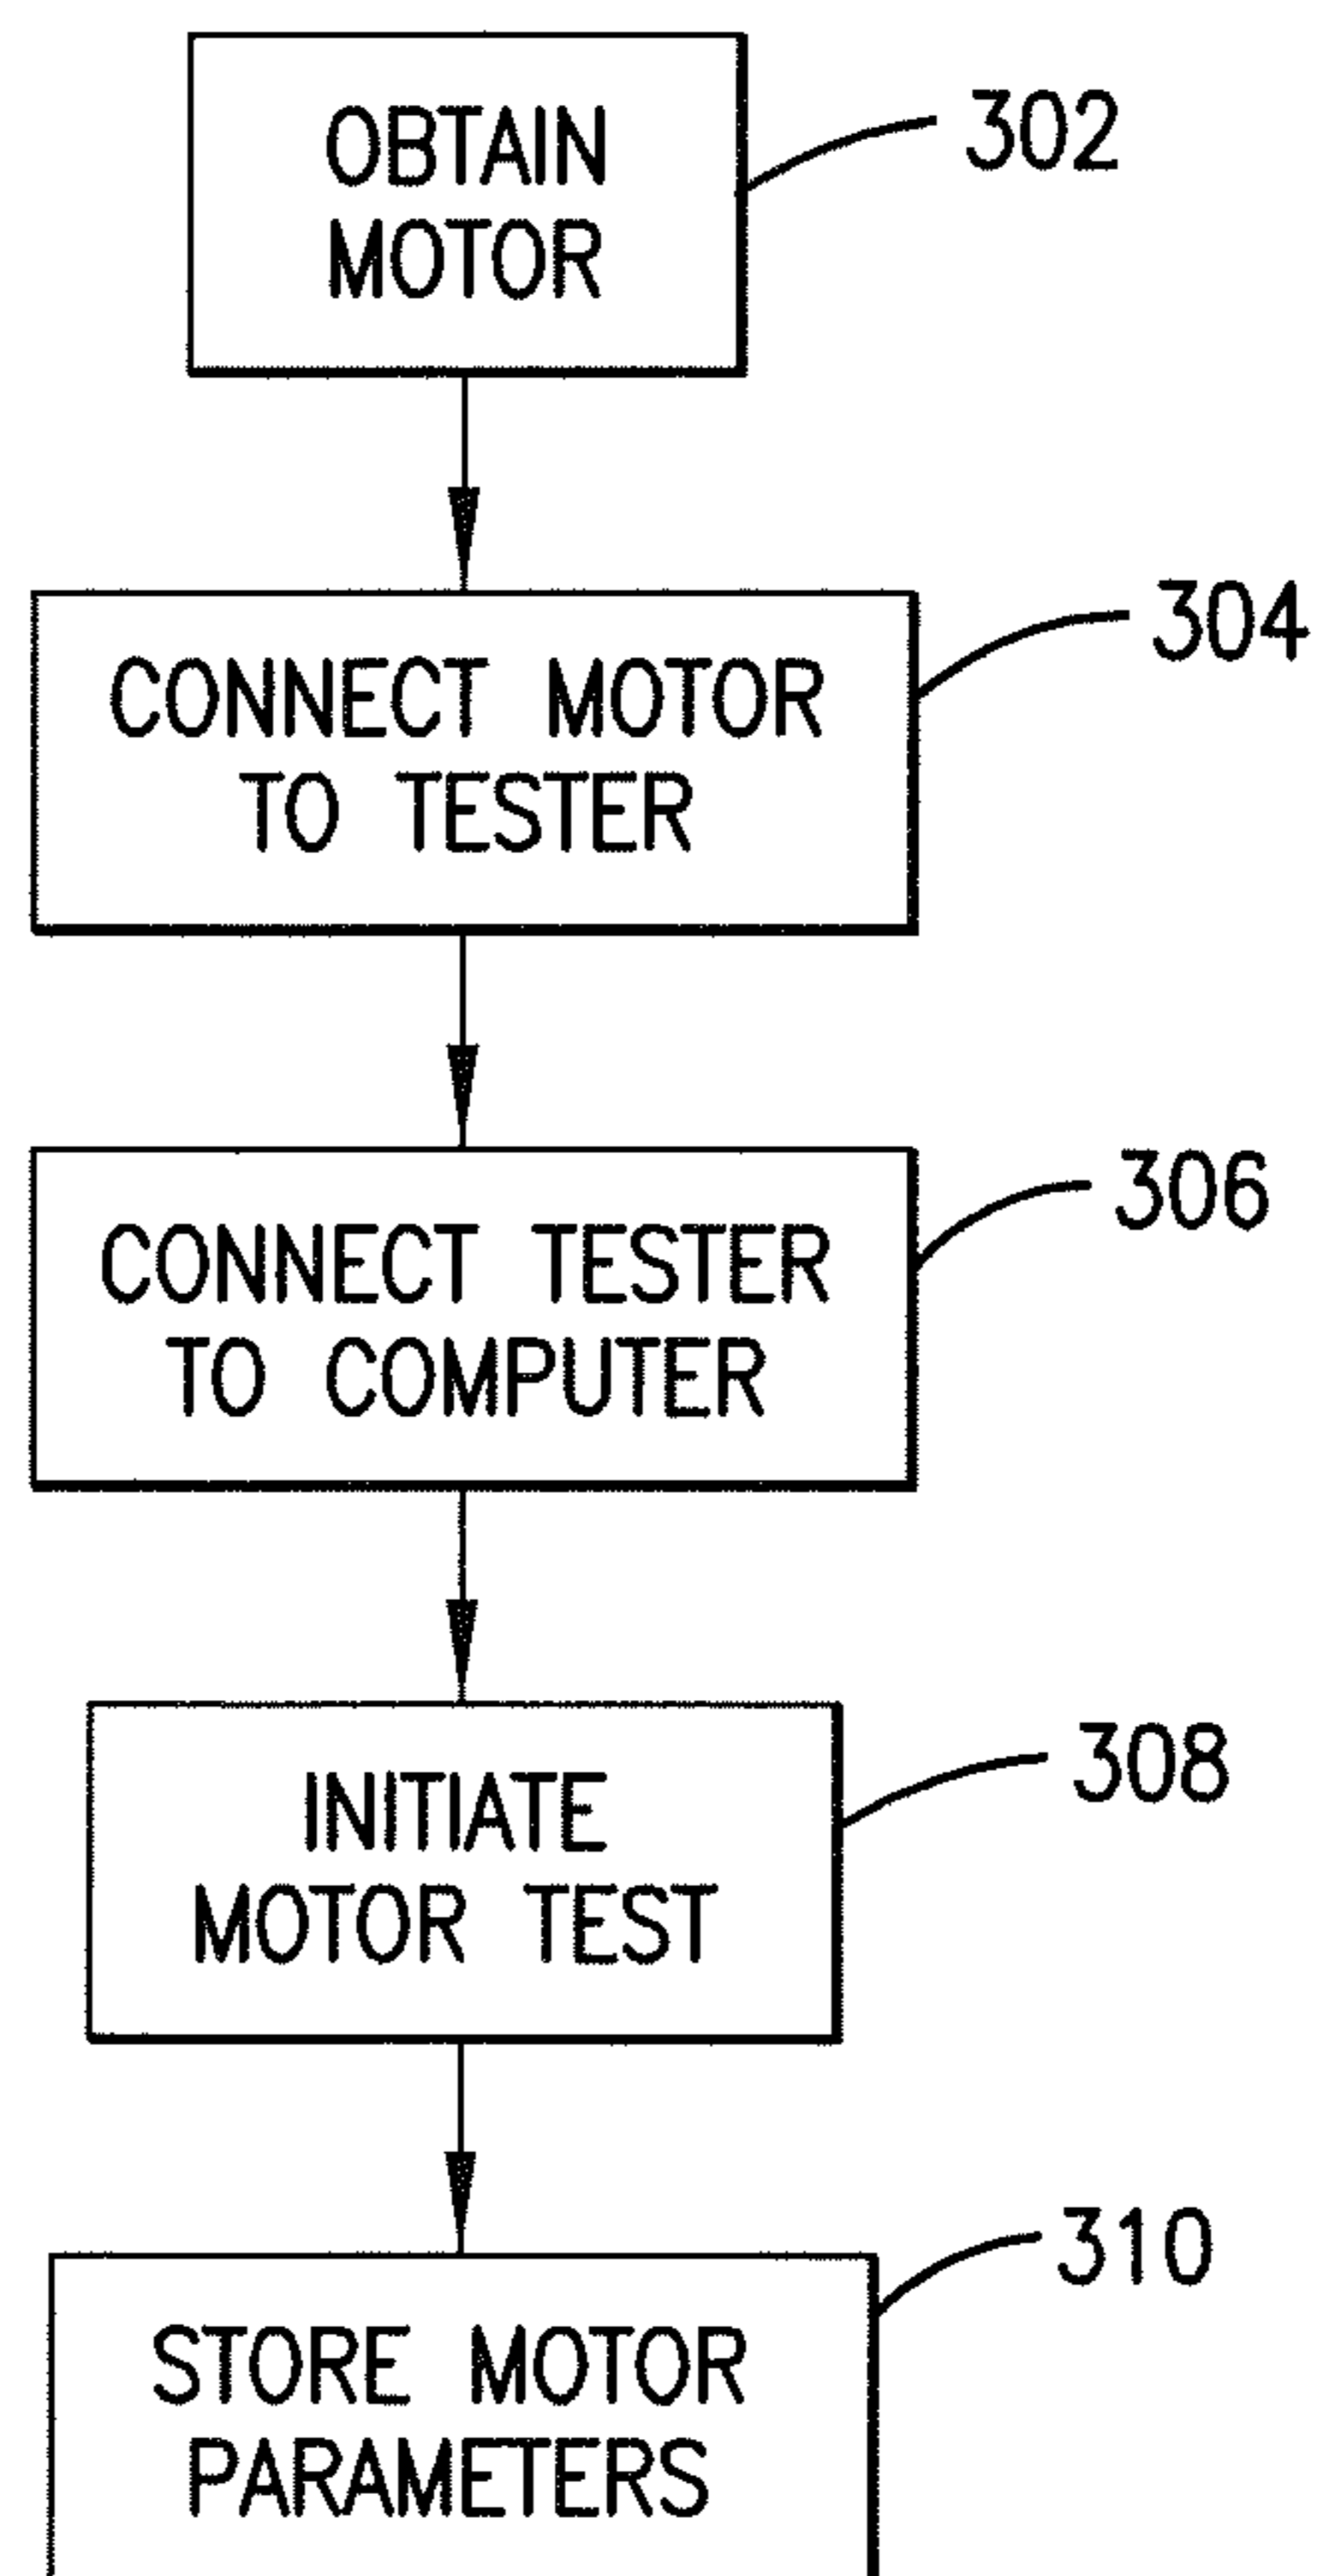 OBTAIN
MOTOR
302
CONNECT MOTOR
TO TESTER
304
CONNECT TESTER
TO COMPUTER
306
INITIATE
MOTOR TEST
308
STORE MOTOR
PARAMETERS
310